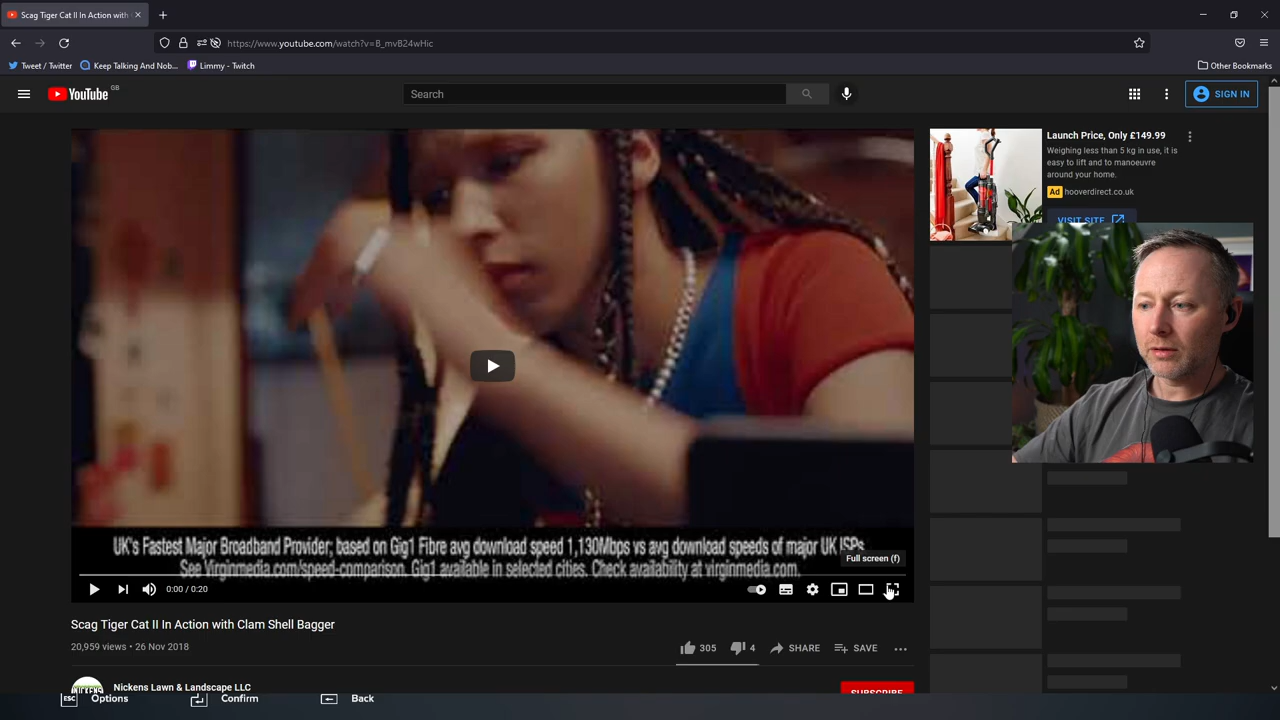 Scag Tiger Cat II In Action with
https://www.youtube.com/watch?v=B_mvB24wHic
Tweet / Twitter
Keep Talking And Nob...
Limmy - Twitch
Other Bookmarks
YouTube GB
Search
SIGN IN
Launch Price, Only £149.99
Weighing less than 5 kg in use, it is
easy to lift and to manoeuvre
around your home.
Ad hooverdirect.co.uk
VISIT SITE
UK's Fastest Major Broadband Provider; based on Gig1 Fibre avg download speed 1,130Mbps vs avg download speeds of major UK ISPs.
See Virginmedia.com/speed-comparison. Gig1 available in selected cities. Check availability at virginmedia.com.
Full screen (f)
0:00 / 0:20
Scag Tiger Cat II In Action with Clam Shell Bagger
20,959 views • 26 Nov 2018
305
4
SHARE
SAVE
NICKENS
Nickens Lawn & Landscape LLC
SUBSCRIBE
ESC Options
Confirm
Back